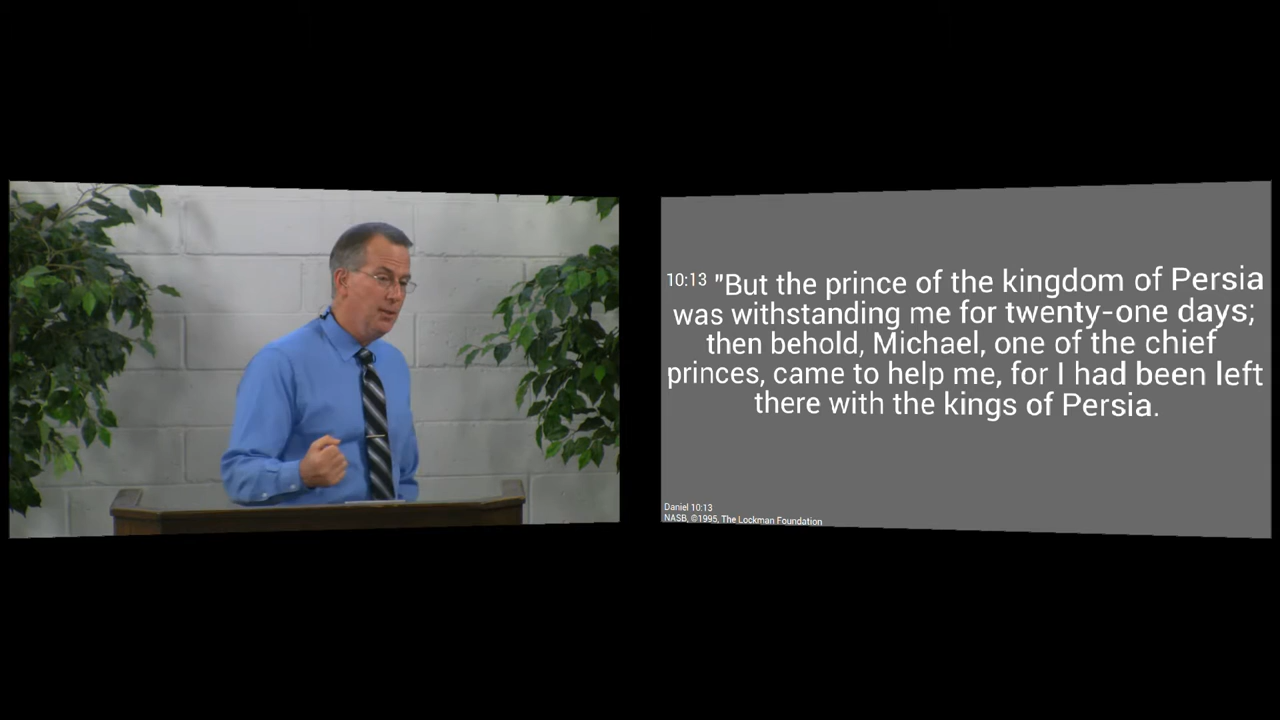 10:13 "But the prince of the kingdom of Persia
was withstanding me for twenty-one days;
then behold, Michael, one of the chief
princes, came to help me, for I had been left
there with the kings of Persia.
Daniel 10:13
NASB, ©1995, The Lockman Foundation